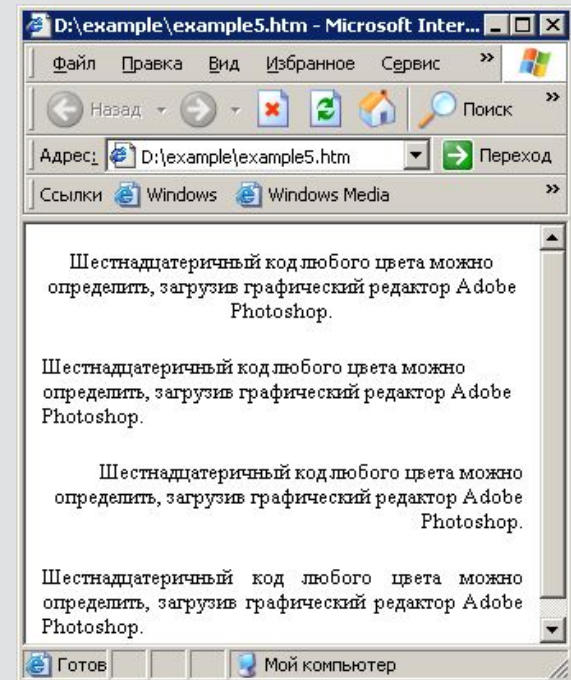 D:\example\example5.htm - Microsoft Inter...
Файл Правка Вид Избранное Сервис »
Назад Поиск »
Адрес: D:\example\example5.htm Переход
Ссылки Windows Windows Media »
Шестнадцатеричный код любого цвета можно
определить, загрузив графический редактор Adobe
Photoshop.
Шестнадцатеричный код любого цвета можно
определить, загрузив графический редактор Adobe
Photoshop.
Шестнадцатеричный код любого цвета можно
определить, загрузив графический редактор Adobe
Photoshop.
Шестнадцатеричный код любого цвета можно
определить, загрузив графический редактор Adobe
Photoshop.
Готов Мой компьютер